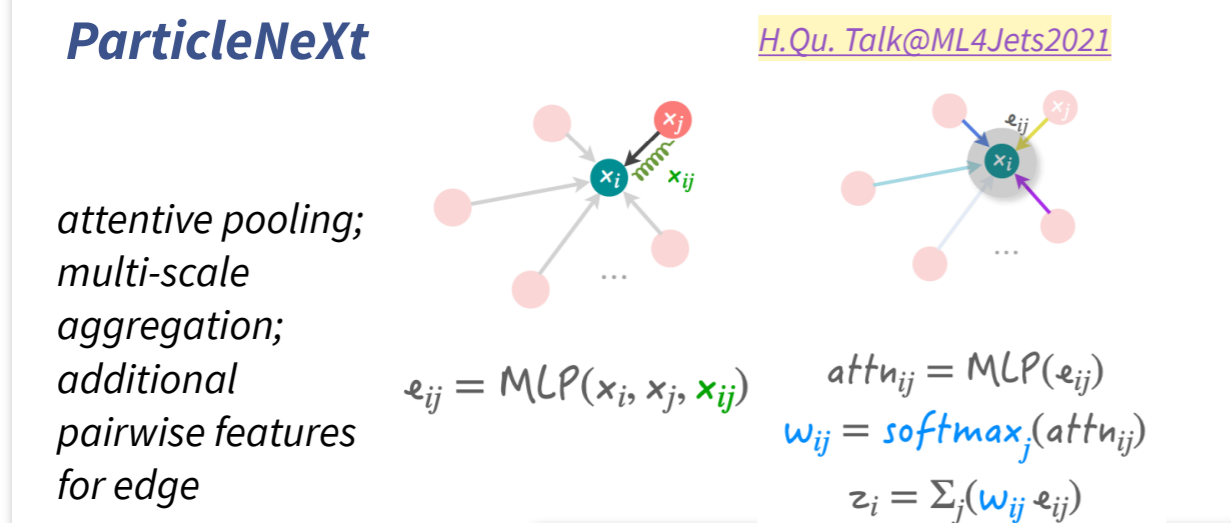 ParticleNeXt
H.Qu. Talk@ML4Jets2021
attentive pooling;
multi-scale
aggregation;
additional
pairwise features
for edge
x_j
x_i
x_ij
...
e_ij = MLP(x_i, x_j, x_ij)
e_ij
x_j
x_i
...
attn_ij = MLP(e_ij)
w_ij = softmax_j(attn_ij)
z_i = Σ_j(w_ij e_ij)